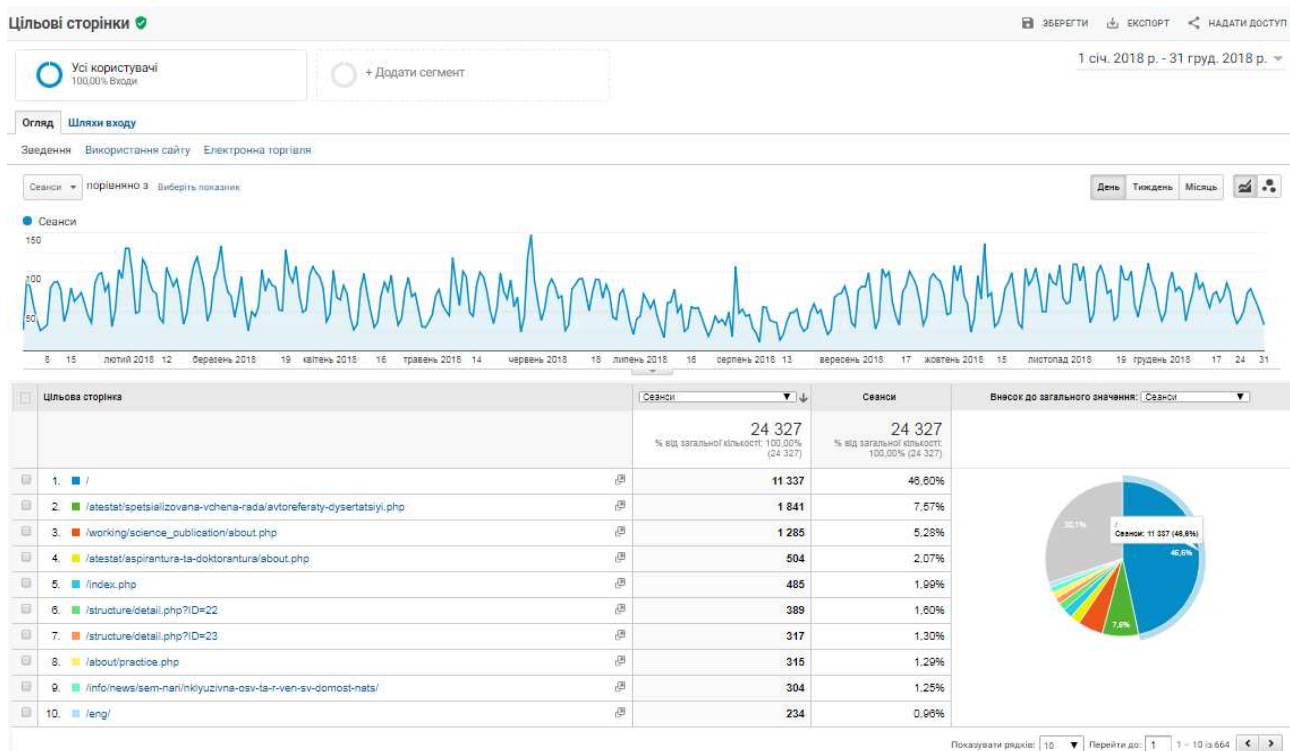 Цільові сторінки
ЗБЕРЕГТИ ЕКСПОРТ НАДАТИ ДОСТУП
Усі користувачі
100,00% Входи
+ Додати сегмент
1 січ. 2018 р. - 31 груд. 2018 р.
Огляд Шляхи входу
Зведення Використання сайту Електронна торгівля
Сеанси порівняно з Виберіть показник
День Тиждень Місяць
Сеанси
150
100
50
8 15 лютий 2018 12 березень 2018 19 квітень 2018 16 травень 2018 14 червень 2018 18 липень 2018 16 серпень 2018 13 вересень 2018 17 жовтень 2018 15 листопад 2018 19 грудень 2018 17 24 31
Цільова сторінка Сеанси Сеанси Внесок до загального значення: Сеанси
24 327 24 327
% від загальної кількості: 100,00% (24 327) % від загальної кількості: 100,00% (24 327)
1. / 11 337 46,60%
2. /atestat/spetsializovana-vchena-rada/avtoreferaty-dysertatsiyi.php 1 841 7,57%
3. /working/science_publication/about.php 1 285 5,28%
4. /atestat/aspirantura-ta-doktorantura/about.php 504 2,07%
5. /index.php 485 1,99%
6. /structure/detail.php?ID=22 389 1,60%
7. /structure/detail.php?ID=23 317 1,30%
8. /about/practice.php 315 1,29%
9. /info/news/sem-nari/nklyuzivna-osv-ta-r-ven-sv-domost-nats/ 304 1,25%
10. /eng/ 234 0,96%
/
Сеанси: 11 337 (46,6%)
46,6%
7,6%
Показувати рядків: 10 Перейти до: 1 1 – 10 із 664